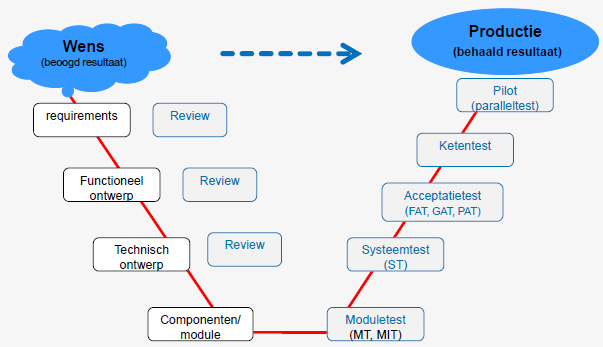 Wens
(beoogd resultaat)
Productie
(behaald resultaat)
requirements
Review
Functioneel
ontwerp
Review
Technisch
ontwerp
Review
Componenten/
module
Pilot
(paralleltest)
Ketentest
Acceptatietest
(FAT, GAT, PAT)
Systeemtest
(ST)
Moduletest
(MT, MIT)